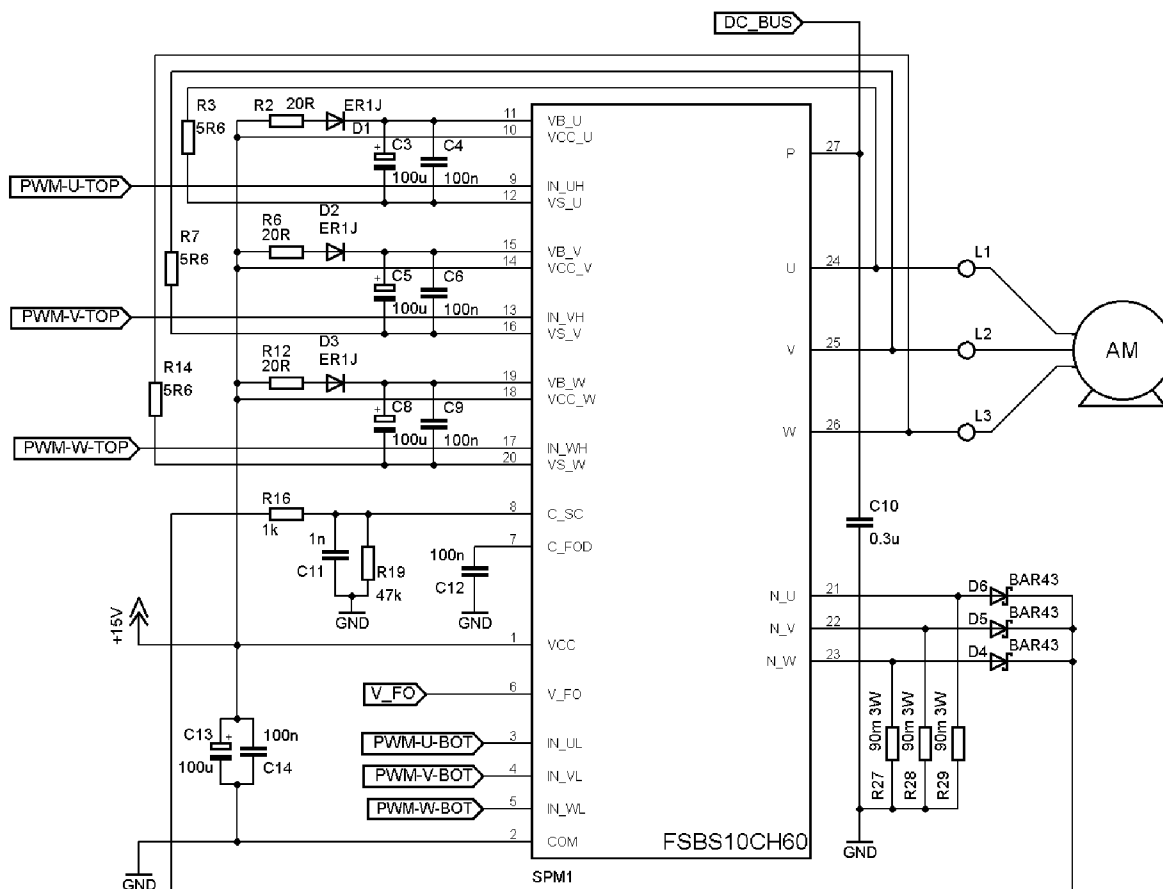 DC_BUS
R3
5R6
R2
20R
ER1J
D1
11
VB_U
10
VCC_U
C3
100u
C4
100n
P
27
PWM-U-TOP
9
IN_UH
12
VS_U
R7
5R6
R6
20R
D2
ER1J
15
VB_V
14
VCC_V
C5
100u
C6
100n
U
24
L1
PWM-V-TOP
13
IN_VH
16
VS_V
V
25
L2
AM
R14
5R6
R12
20R
D3
ER1J
19
VB_W
18
VCC_W
C8
100u
C9
100n
W
26
L3
PWM-W-TOP
17
IN_WH
20
VS_W
R16
1k
8
C_SC
1n
C11
R19
47k
GND
7
C_FOD
100n
C12
GND
C10
0.3u
N_U
21
D6
BAR43
N_V
22
D5
BAR43
N_W
23
D4
BAR43
+15V
1
VCC
V_FO
6
V_FO
C13
+
100u
100n
C14
PWM-U-BOT
3
IN_UL
PWM-V-BOT
4
IN_VL
PWM-W-BOT
5
IN_WL
2
COM
GND
R27
90m 3W
R28
90m 3W
R29
90m 3W
GND
FSBS10CH60
SPM1